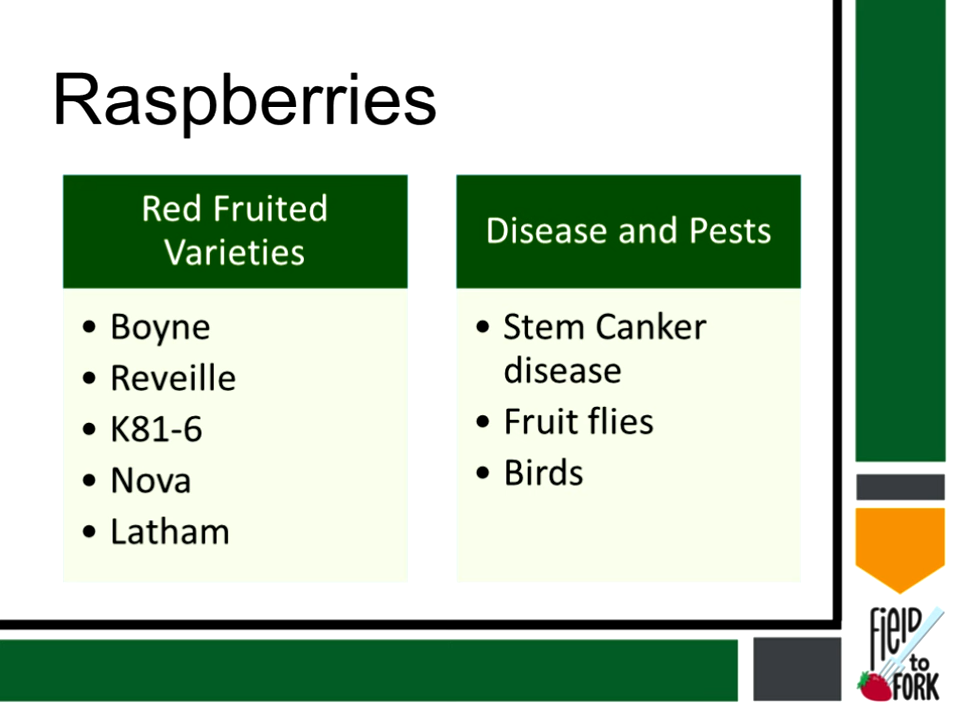 Raspberries
Red Fruited
Varieties
• Boyne
• Reveille
• K81-6
• Nova
• Latham
Disease and Pests
• Stem Canker
disease
• Fruit flies
• Birds
FiELD
to
FORK